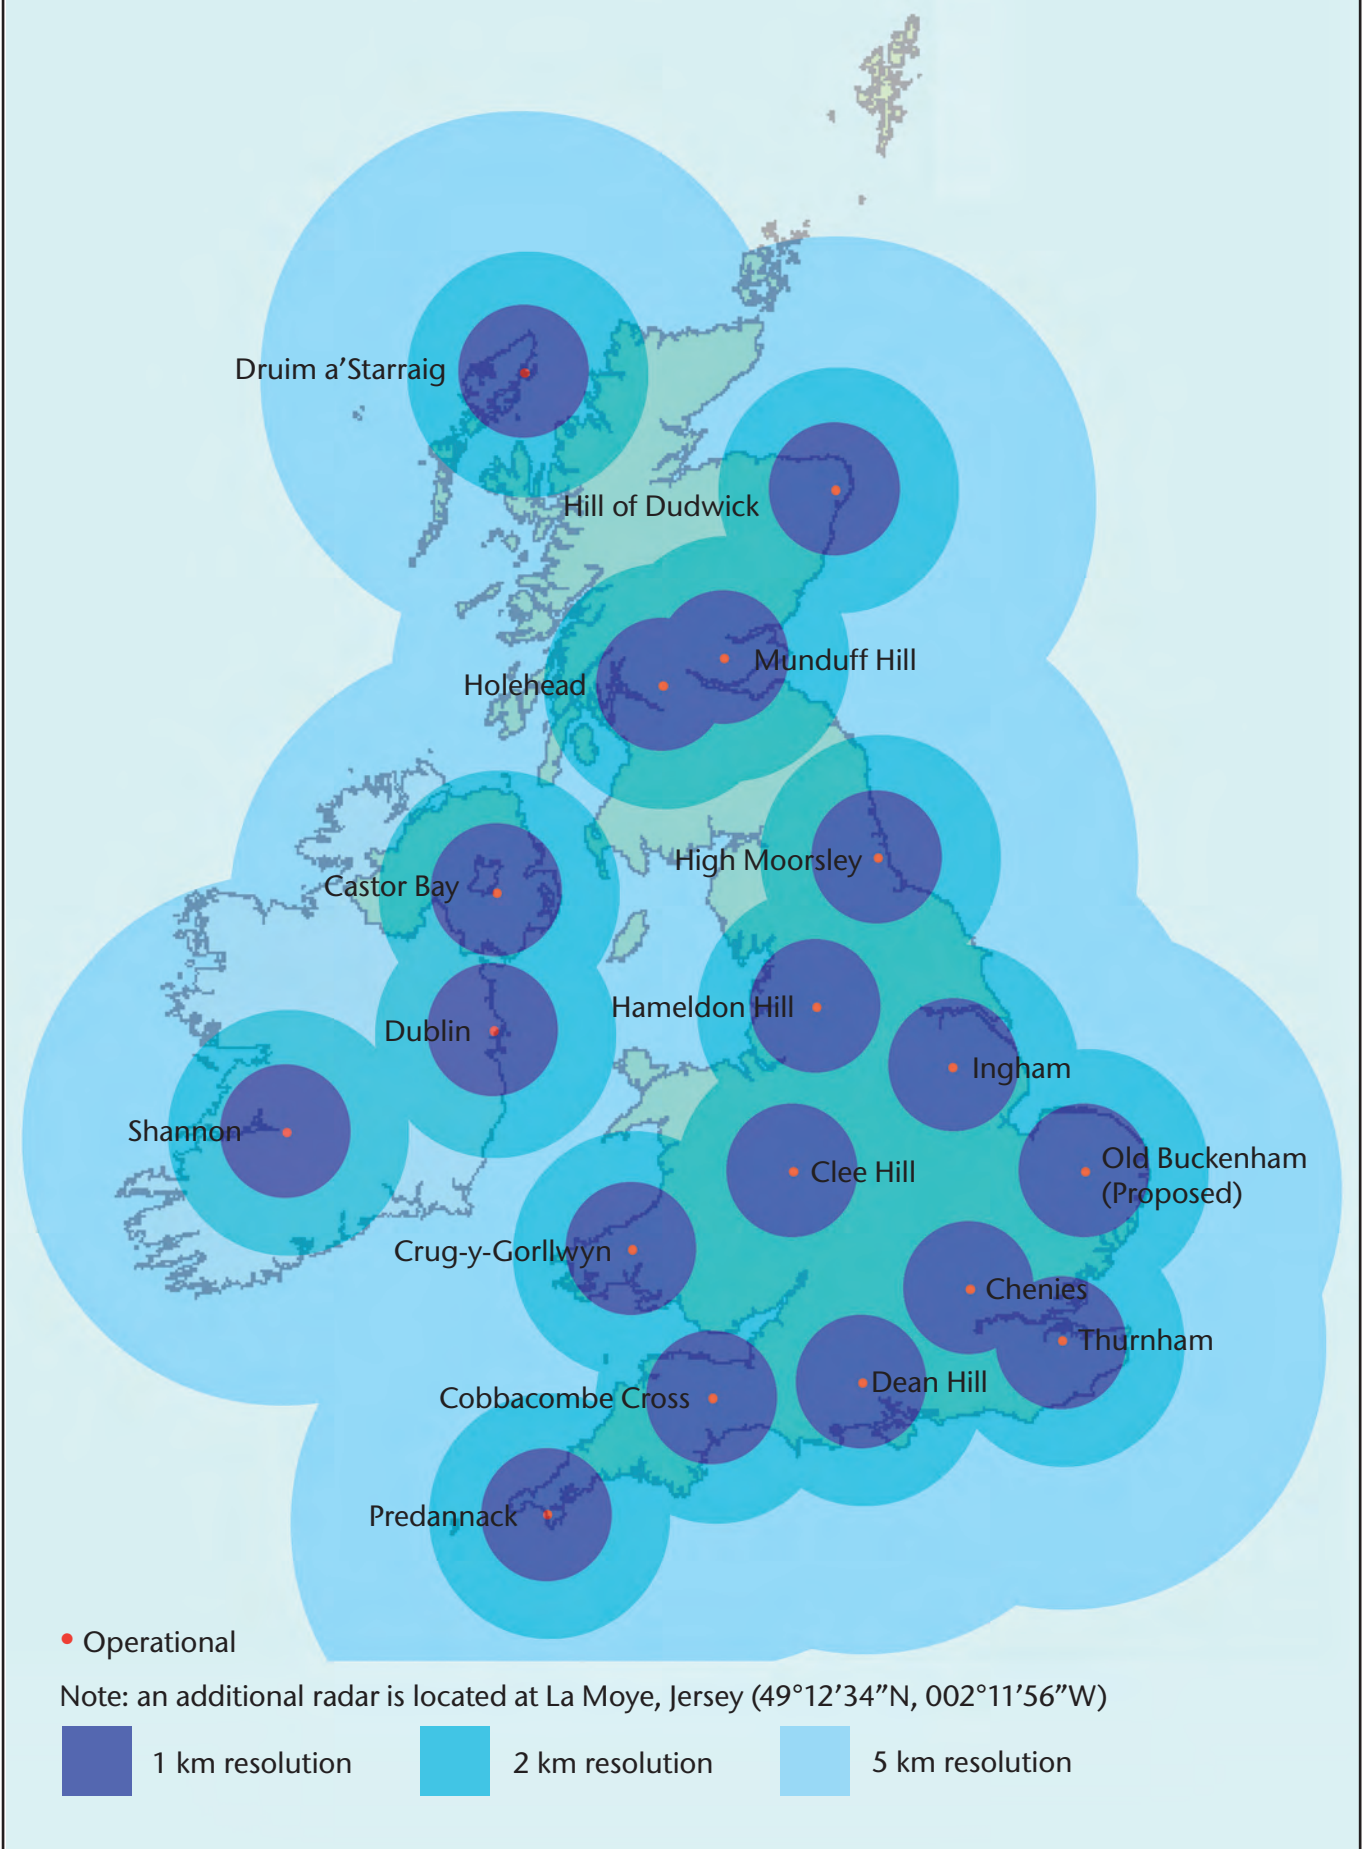 Druim a’Starraig
Hill of Dudwick
Munduff Hill
Holehead
High Moorsley
Castor Bay
Hameldon Hill
Dublin
Ingham
Shannon
Clee Hill
Old Buckenham
(Proposed)
Crug-y-Gorllwyn
Chenies
Thurnham
Dean Hill
Cobbacombe Cross
Predannack
Operational
Note: an additional radar is located at La Moye, Jersey (49°12’34”N, 002°11’56”W)
1 km resolution
2 km resolution
5 km resolution